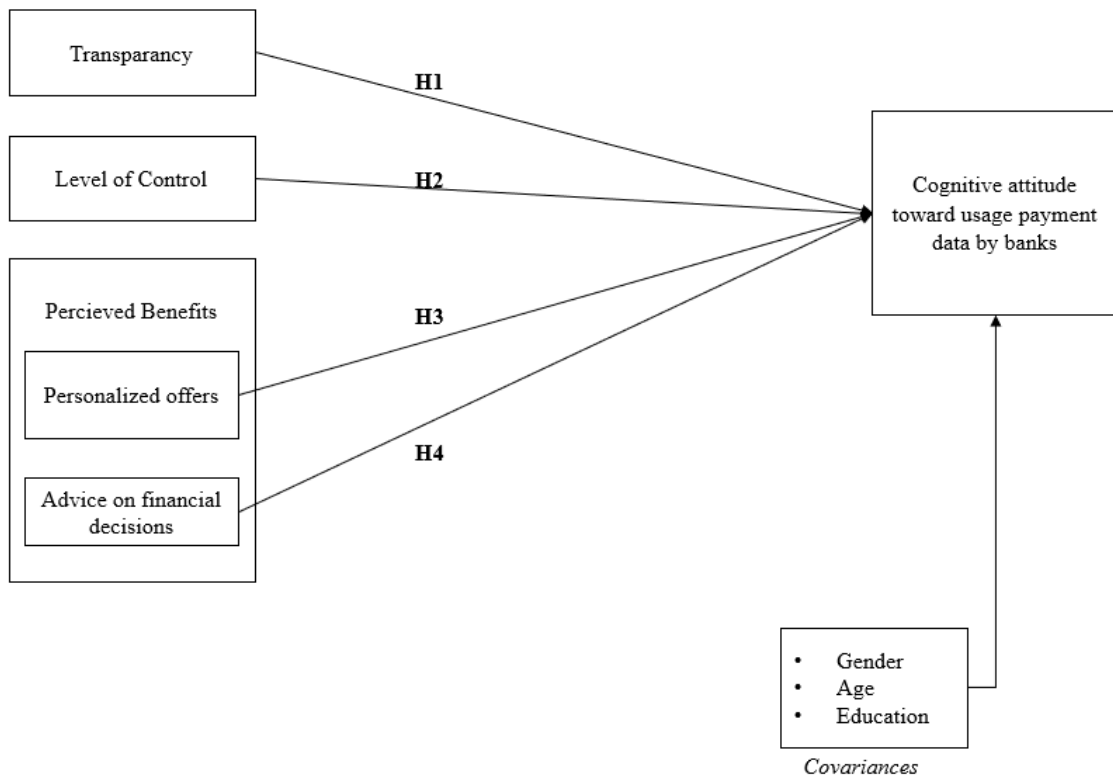 Transparancy
H1
Level of Control
H2
Cognitive attitude
toward usage payment
data by banks
Percieved Benefits
H3
Personalized offers
H4
Advice on financial
decisions
• Gender
• Age
• Education
Covariances